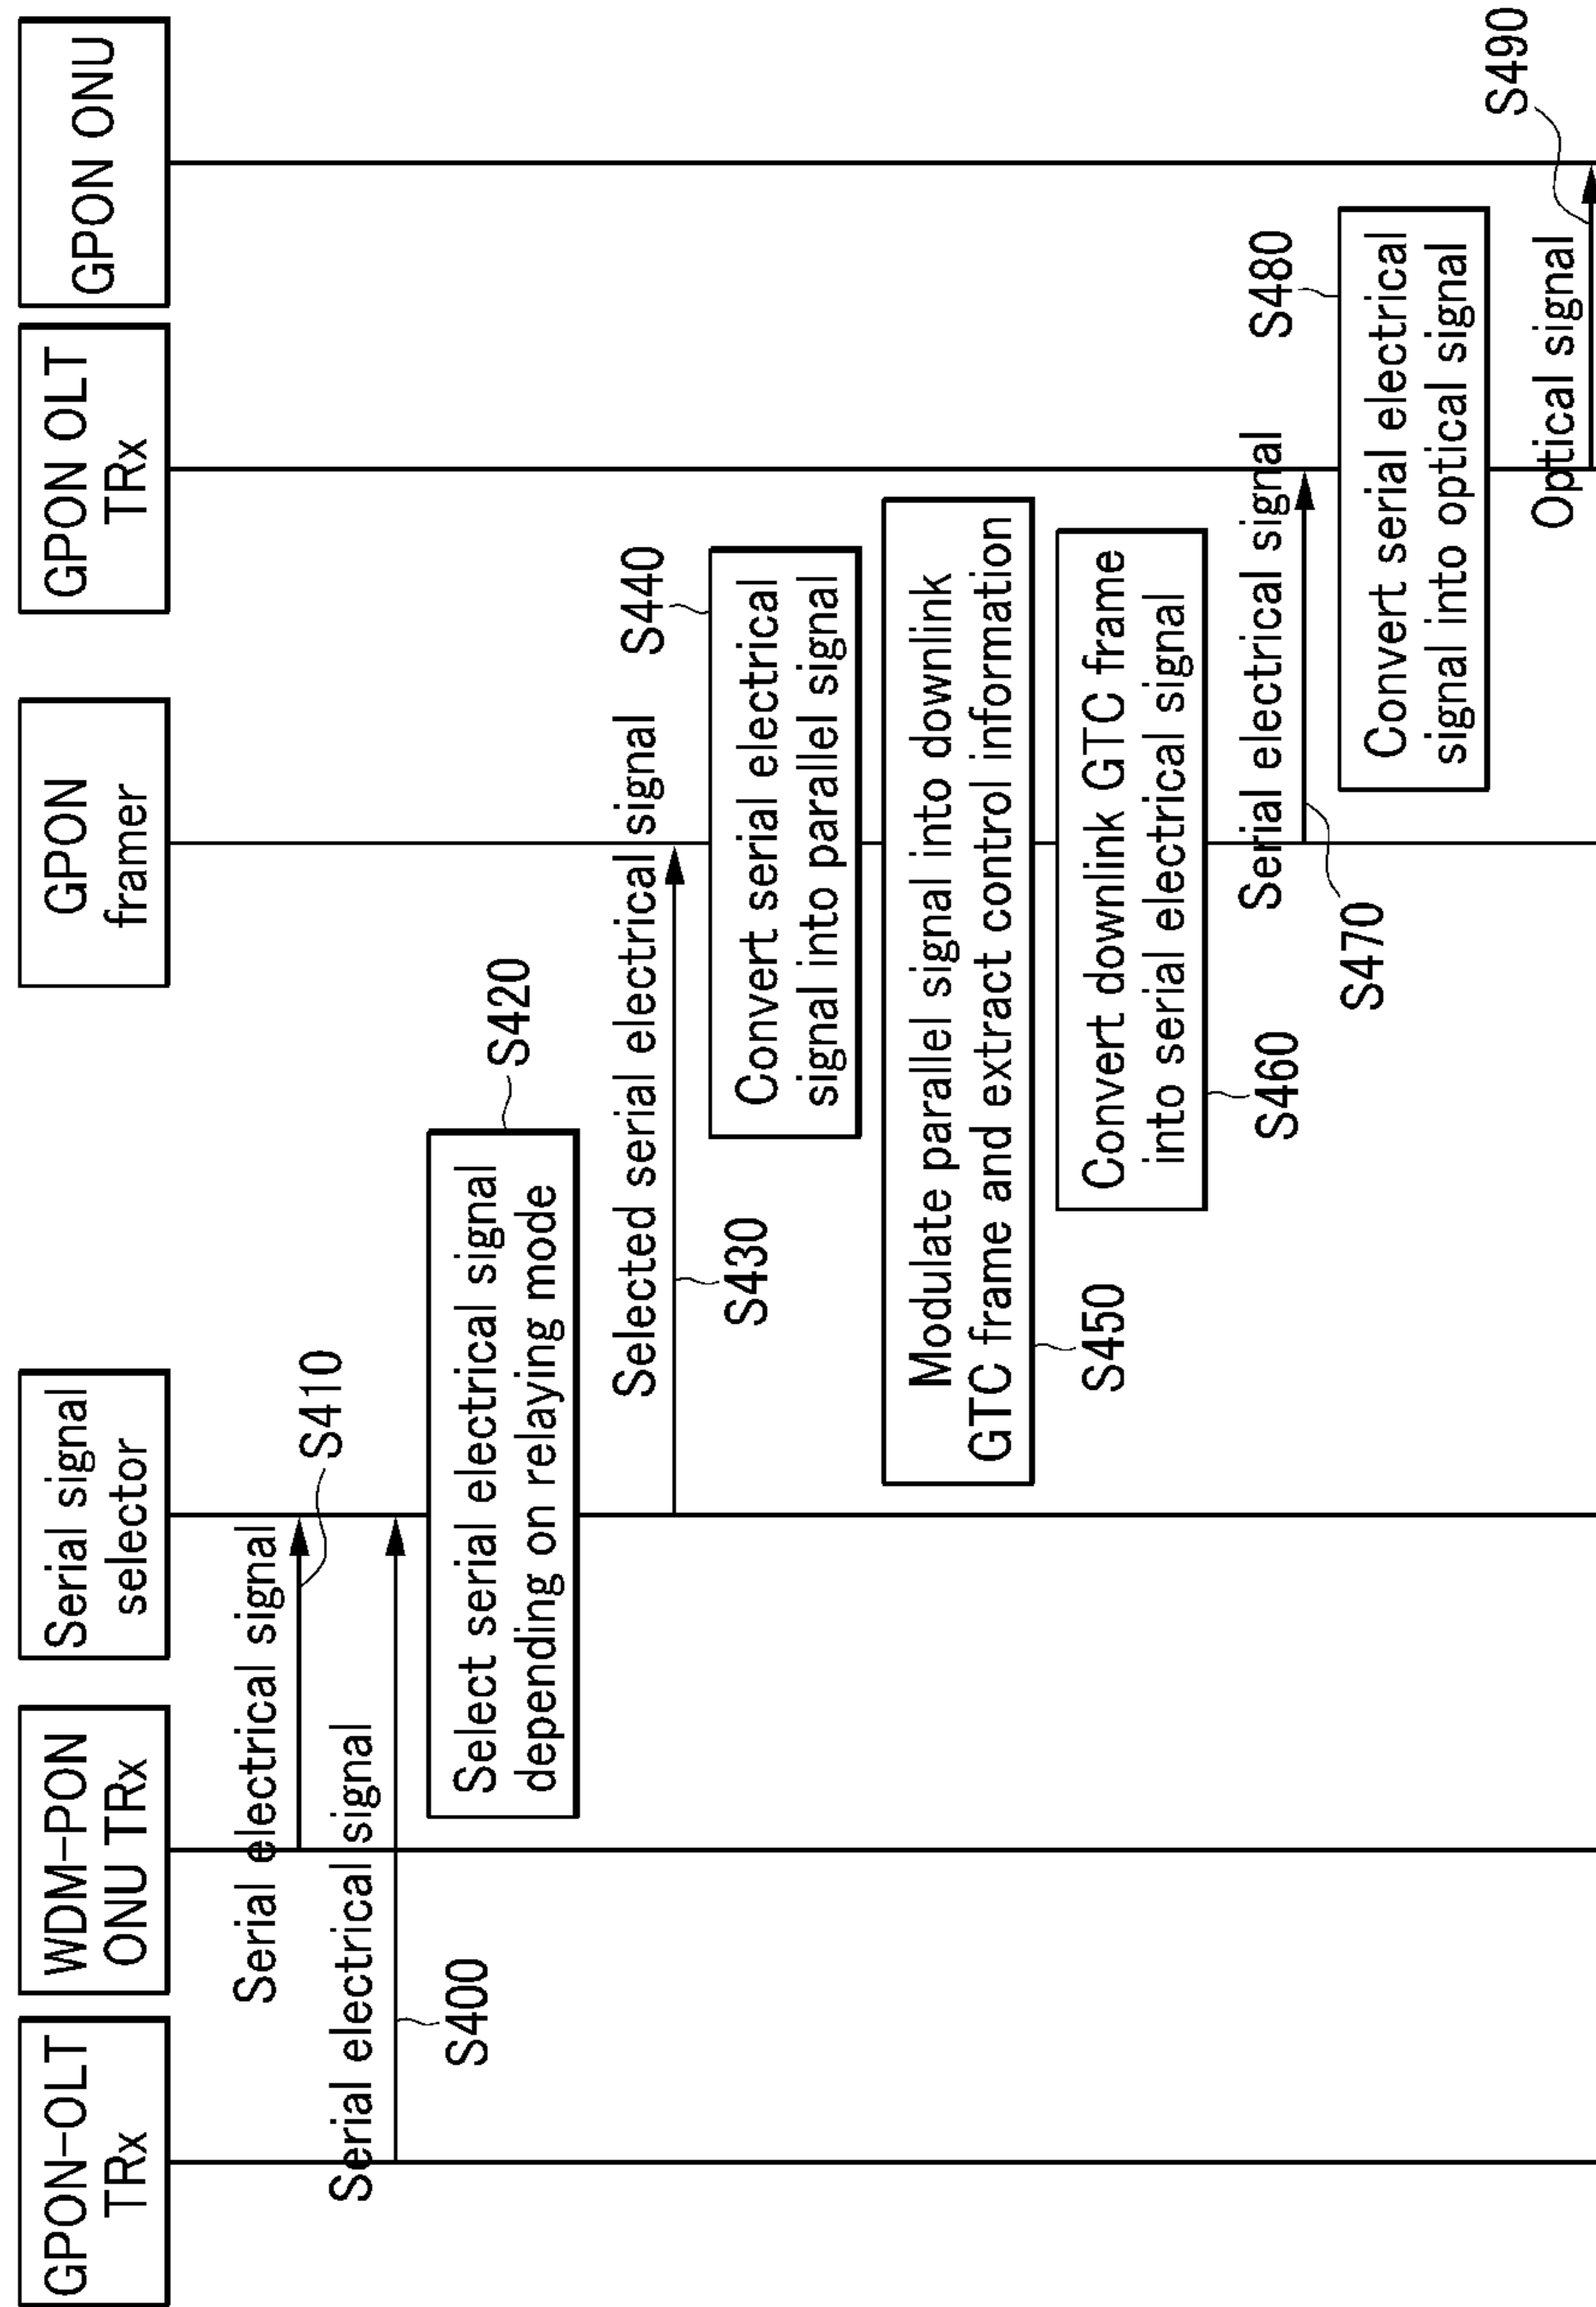 GPON-OLT
TRx
WDM-PON
ONU TRx
Serial signal
selector
GPON
framer
GPON OLT
TRx
GPON ONU
Serial electrical signal
S410
Serial electrical signal
S400
Select serial electrical signal
depending on relaying mode
S420
Selected serial electrical signal
S430
S440
Convert serial electrical
signal into parallel signal
Modulate parallel signal into downlink
GTC frame and extract control information
S450
Convert downlink GTC frame
into serial electrical signal
S460
Serial electrical signal
S470
S480
Convert serial electrical
signal into optical signal
Optical signal
S490